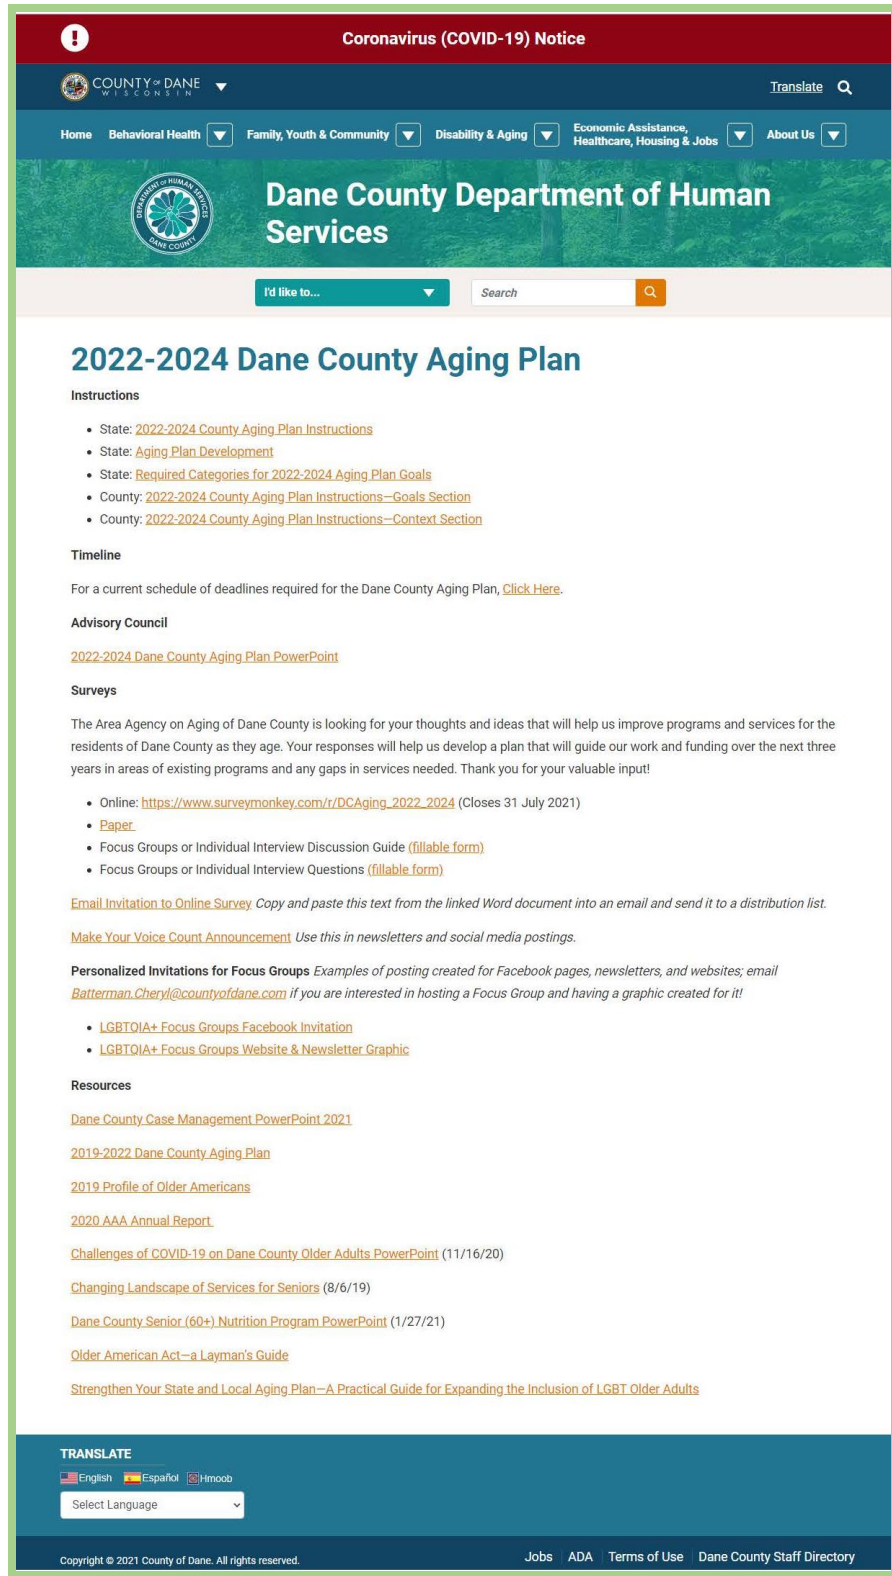 Coronavirus (COVID-19) Notice
COUNTY OF DANE
WISCONSIN
Translate
Home
Behavioral Health
Family, Youth & Community
Disability & Aging
Economic Assistance,
Healthcare, Housing & Jobs
About Us
DEPARTMENT OF HUMAN SERVICES
DANE COUNTY
Dane County Department of Human
Services
I'd like to...
Search
2022-2024 Dane County Aging Plan
Instructions
• State: 2022-2024 County Aging Plan Instructions
• State: Aging Plan Development
• State: Required Categories for 2022-2024 Aging Plan Goals
• County: 2022-2024 County Aging Plan Instructions—Goals Section
• County: 2022-2024 County Aging Plan Instructions—Context Section
Timeline
For a current schedule of deadlines required for the Dane County Aging Plan, Click Here.
Advisory Council
2022-2024 Dane County Aging Plan PowerPoint
Surveys
The Area Agency on Aging of Dane County is looking for your thoughts and ideas that will help us improve programs and services for the
residents of Dane County as they age. Your responses will help us develop a plan that will guide our work and funding over the next three
years in areas of existing programs and any gaps in services needed. Thank you for your valuable input!
• Online: https://www.surveymonkey.com/r/DCAging_2022_2024 (Closes 31 July 2021)
• Paper
• Focus Groups or Individual Interview Discussion Guide (fillable form)
• Focus Groups or Individual Interview Questions (fillable form)
Email Invitation to Online Survey Copy and paste this text from the linked Word document into an email and send it to a distribution list.
Make Your Voice Count Announcement Use this in newsletters and social media postings.
Personalized Invitations for Focus Groups Examples of posting created for Facebook pages, newsletters, and websites; email
Batterman.Cheryl@countyofdane.com if you are interested in hosting a Focus Group and having a graphic created for it!
• LGBTQIA+ Focus Groups Facebook Invitation
• LGBTQIA+ Focus Groups Website & Newsletter Graphic
Resources
Dane County Case Management PowerPoint 2021
2019-2022 Dane County Aging Plan
2019 Profile of Older Americans
2020 AAA Annual Report
Challenges of COVID-19 on Dane County Older Adults PowerPoint (11/16/20)
Changing Landscape of Services for Seniors (8/6/19)
Dane County Senior (60+) Nutrition Program PowerPoint (1/27/21)
Older American Act—a Layman's Guide
Strengthen Your State and Local Aging Plan—A Practical Guide for Expanding the Inclusion of LGBT Older Adults
TRANSLATE
English Español Hmoob
Select Language
Copyright © 2021 County of Dane. All rights reserved.
Jobs ADA Terms of Use Dane County Staff Directory